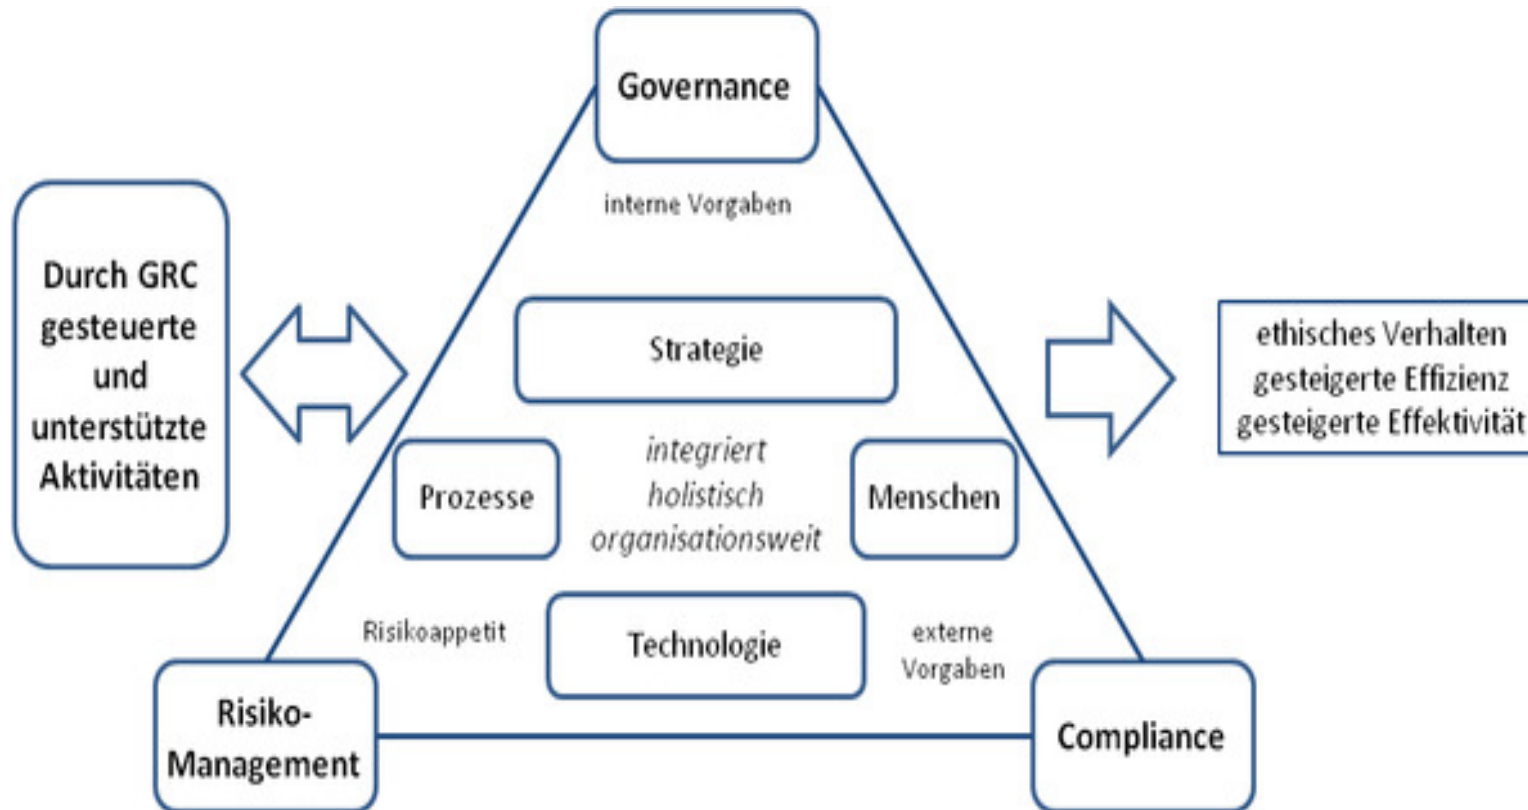 Governance
interne Vorgaben
Durch GRC
gesteuerte
und
unterstützte
Aktivitäten
Strategie
ethisches Verhalten
gesteigerte Effizienz
gesteigerte Effektivität
Prozesse
integriert
holistisch
organisationsweit
Menschen
Risikoappetit
Technologie
externe
Vorgaben
Risiko-
Management
Compliance